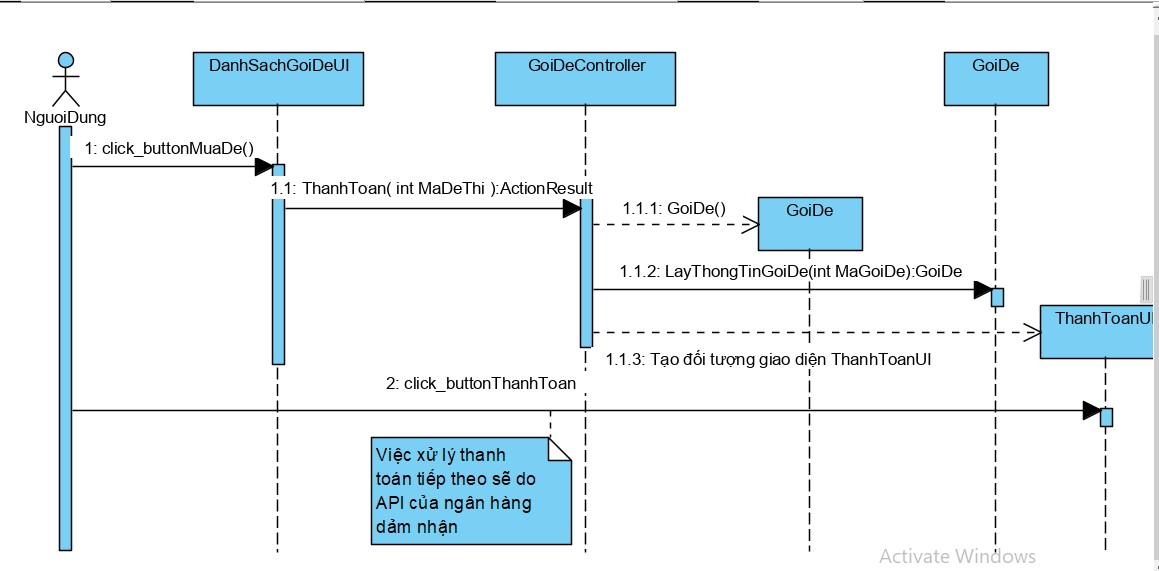 DanhSachGoiDeUI
GoiDeController
GoiDe
NguoiDung
1: click_buttonMuaDe()
1.1: ThanhToan( int MaDeThi ):ActionResult
1.1.1: GoiDe()
GoiDe
1.1.2: LayThongTinGoiDe(int MaGoiDe):GoiDe
ThanhToanUI
1.1.3: Tạo đối tượng giao diện ThanhToanUI
2: click_buttonThanhToan
Việc xử lý thanh
toán tiếp theo sẽ do
API của ngân hàng
dảm nhận
Activate Windows